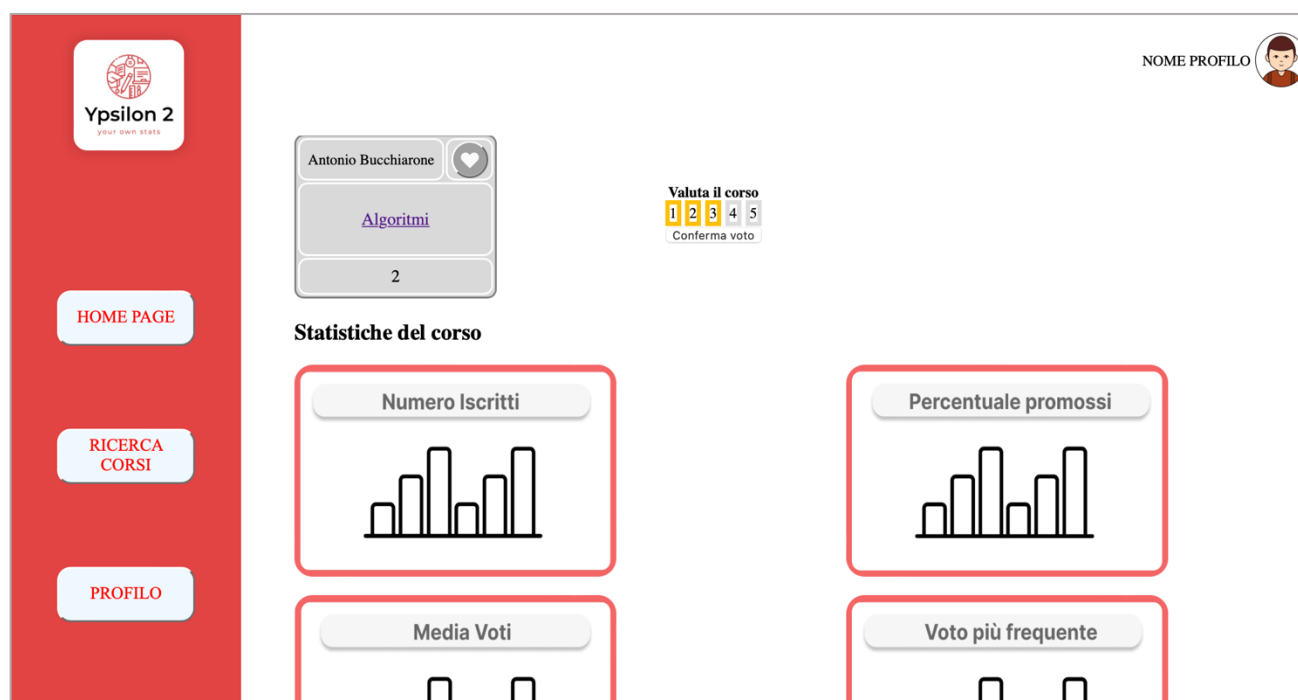 Ypsilon 2
your own stats
HOME PAGE
RICERCA
CORSI
PROFILO
NOME PROFILO
Antonio Bucchiarone
Algoritmi
2
Valuta il corso
1 2 3 4 5
Conferma voto
Statistiche del corso
Numero Iscritti
Percentuale promossi
Media Voti
Voto più frequente